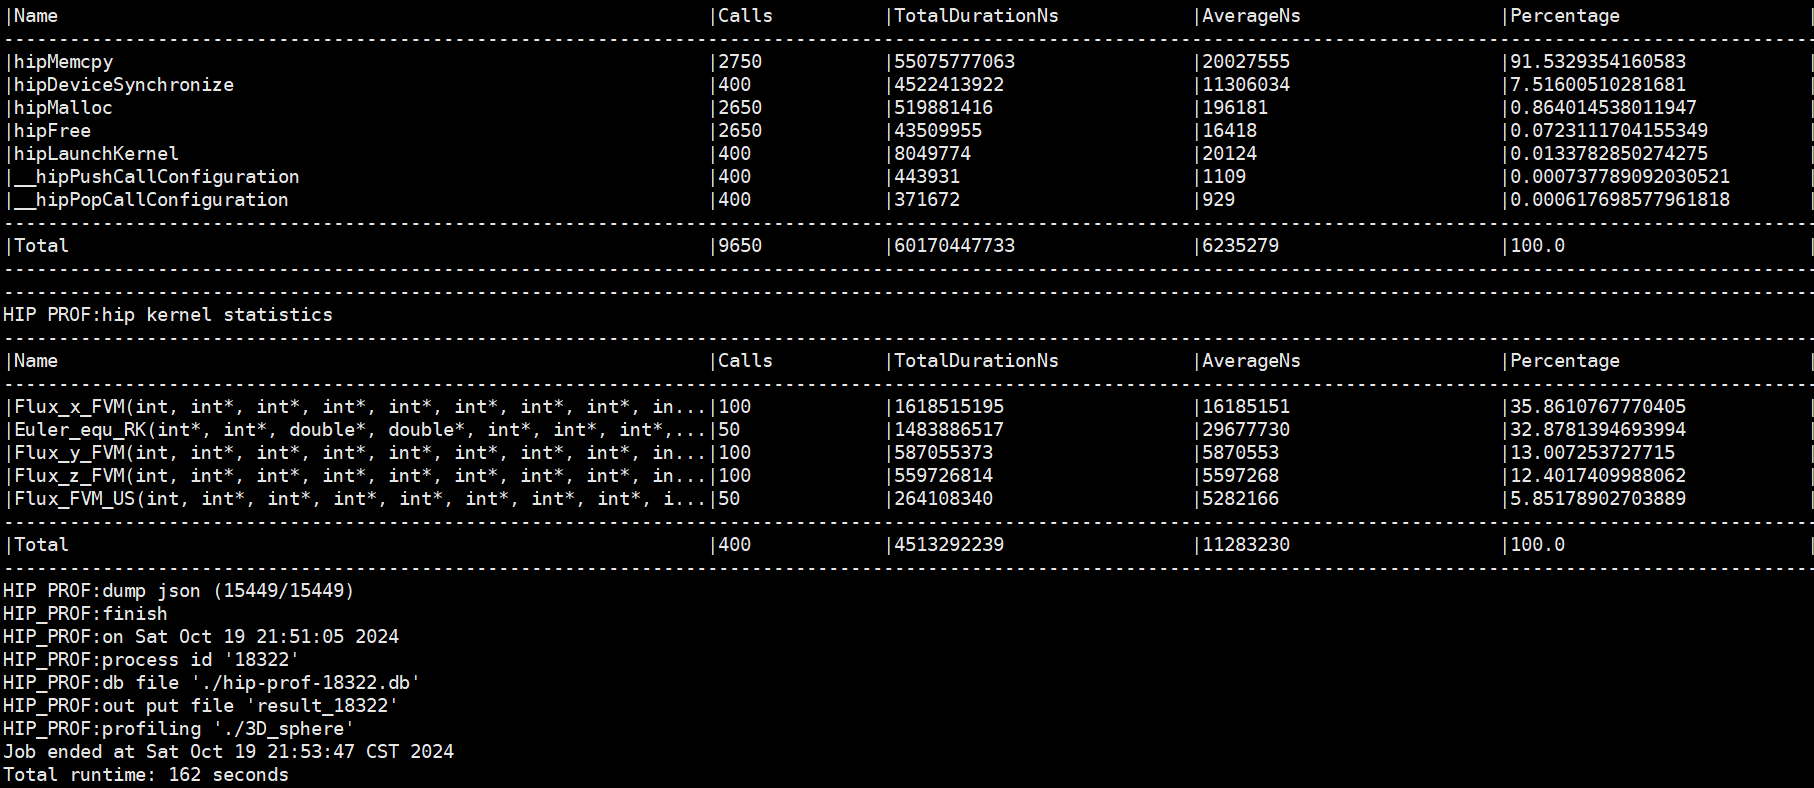 |Name |Calls |TotalDurationNs |AverageNs |Percentage |
|hipMemcpy |2750 |55075777063 |20027555 |91.5329354160583
|hipDeviceSynchronize |400 |4522413922 |11306034 |7.51600510281681
|hipMalloc |2650 |519881416 |196181 |0.864014538011947
|hipFree |2650 |43509955 |16418 |0.0723111704155349
|hipLaunchKernel |400 |8049774 |20124 |0.0133782850274275
|__hipPushCallConfiguration |400 |443931 |1109 |0.000737789092030521
|__hipPopCallConfiguration |400 |371672 |929 |0.000617698577961818
|Total |9650 |60170447733 |6235279 |100.0
HIP PROF:hip kernel statistics
|Name |Calls |TotalDurationNs |AverageNs |Percentage |
|Flux_x_FVM(int, int*, int*, int*, int*, int*, int*, int*, in...|100 |1618515195 |16185151 |35.8610767770405
|Euler_equ_RK(int*, int*, double*, double*, int*, int*, int*,...|50 |1483886517 |29677730 |32.8781394693994
|Flux_y_FVM(int, int*, int*, int*, int*, int*, int*, int*, in...|100 |587055373 |5870553 |13.007253727715
|Flux_z_FVM(int, int*, int*, int*, int*, int*, int*, int*, in...|100 |559726814 |5597268 |12.4017409988062
|Flux_FVM_US(int, int*, int*, int*, int*, int*, int*, int*, i...|50 |264108340 |5282166 |5.85178902703889
|Total |400 |4513292239 |11283230 |100.0
HIP PROF:dump json (15449/15449)
HIP_PROF:finish
HIP_PROF:on Sat Oct 19 21:51:05 2024
HIP_PROF:process id '18322'
HIP_PROF:db file './hip-prof-18322.db'
HIP_PROF:out put file 'result_18322'
HIP_PROF:profiling './3D_sphere'
Job ended at Sat Oct 19 21:53:47 CST 2024
Total runtime: 162 seconds